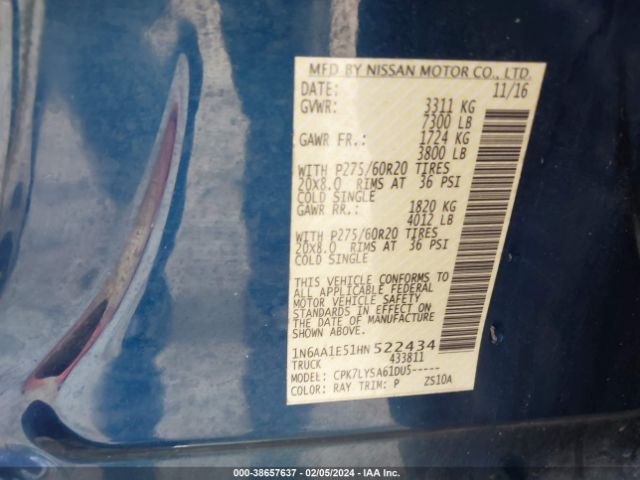 MFD BY NISSAN MOTOR CO., LTD.
DATE: 11/16
GVWR: 3311 KG
7300 LB
GAWR FR.: 1724 KG
3800 LB
WITH P275/60R20 TIRES
20X8.0 RIMS AT 36 PSI
COLD SINGLE
GAWR RR.: 1820 KG
4012 LB
WITH P275/60R20 TIRES
20X8.0 RIMS AT 36 PSI
COLD SINGLE
THIS VEHICLE CONFORMS TO
ALL APPLICABLE FEDERAL
MOTOR VEHICLE SAFETY
STANDARDS IN EFFECT ON
THE DATE OF MANUFACTURE
SHOWN ABOVE.
1N6AA1E51HN522434
TRUCK 433811
MODEL: CPK7LYSA61DU5-----
COLOR: RAY TRIM: P ZS10A
000-38657637 - 02/05/2024 - IAA Inc.